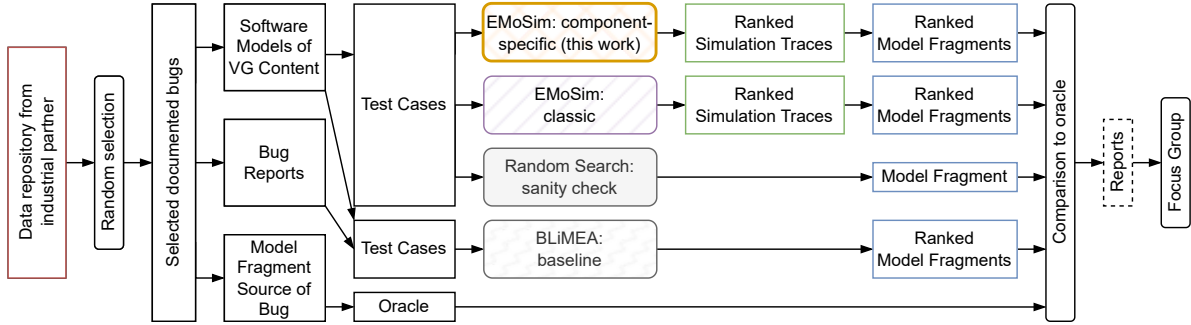 Data repository from
industrial partner
Random selection
Selected documented bugs
Software
Models of
VG Content
Bug
Reports
Model
Fragment
Source of
Bug
Test Cases
Test Cases
Oracle
EMoSim: component-
specific (this work)
EMoSim:
classic
Random Search:
sanity check
BLiMEA:
baseline
Ranked
Simulation Traces
Ranked
Simulation Traces
Ranked
Model Fragments
Ranked
Model Fragments
Model Fragment
Ranked
Model Fragments
Comparison to oracle
Reports
Focus Group